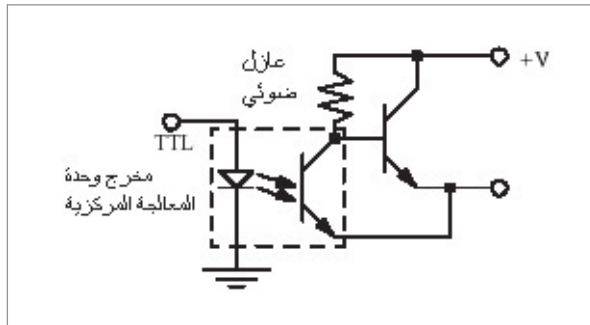 عازل
ضوئي
+V
TTL
مخرج وحدة
المعالجة المركزية